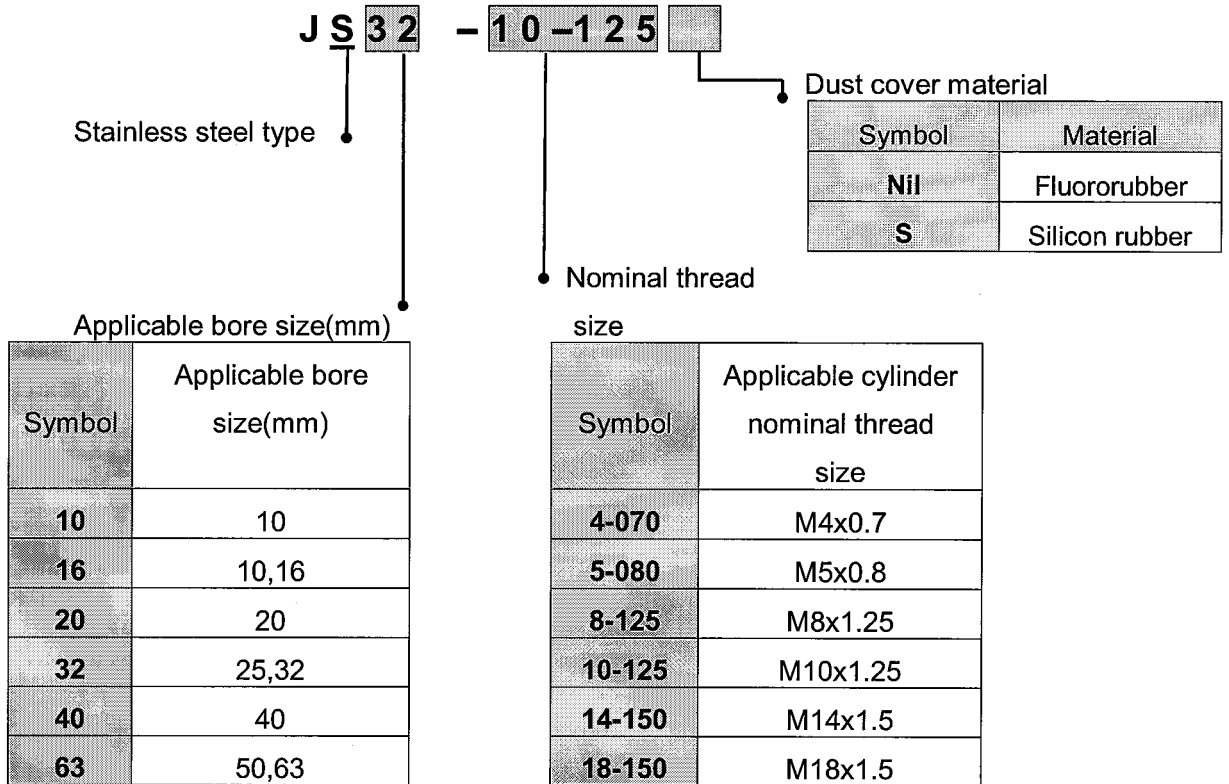 J S 3 2 – 1 0 – 1 2 5
Dust cover material
Stainless steel type
Symbol Material
Nil Fluororubber
S Silicon rubber
Nominal thread
size
Applicable bore size(mm)
Symbol Applicable bore
size(mm)
10 10
16 10,16
20 20
32 25,32
40 40
63 50,63
Symbol Applicable cylinder
nominal thread
size
4-070 M4x0.7
5-080 M5x0.8
8-125 M8x1.25
10-125 M10x1.25
14-150 M14x1.5
18-150 M18x1.5